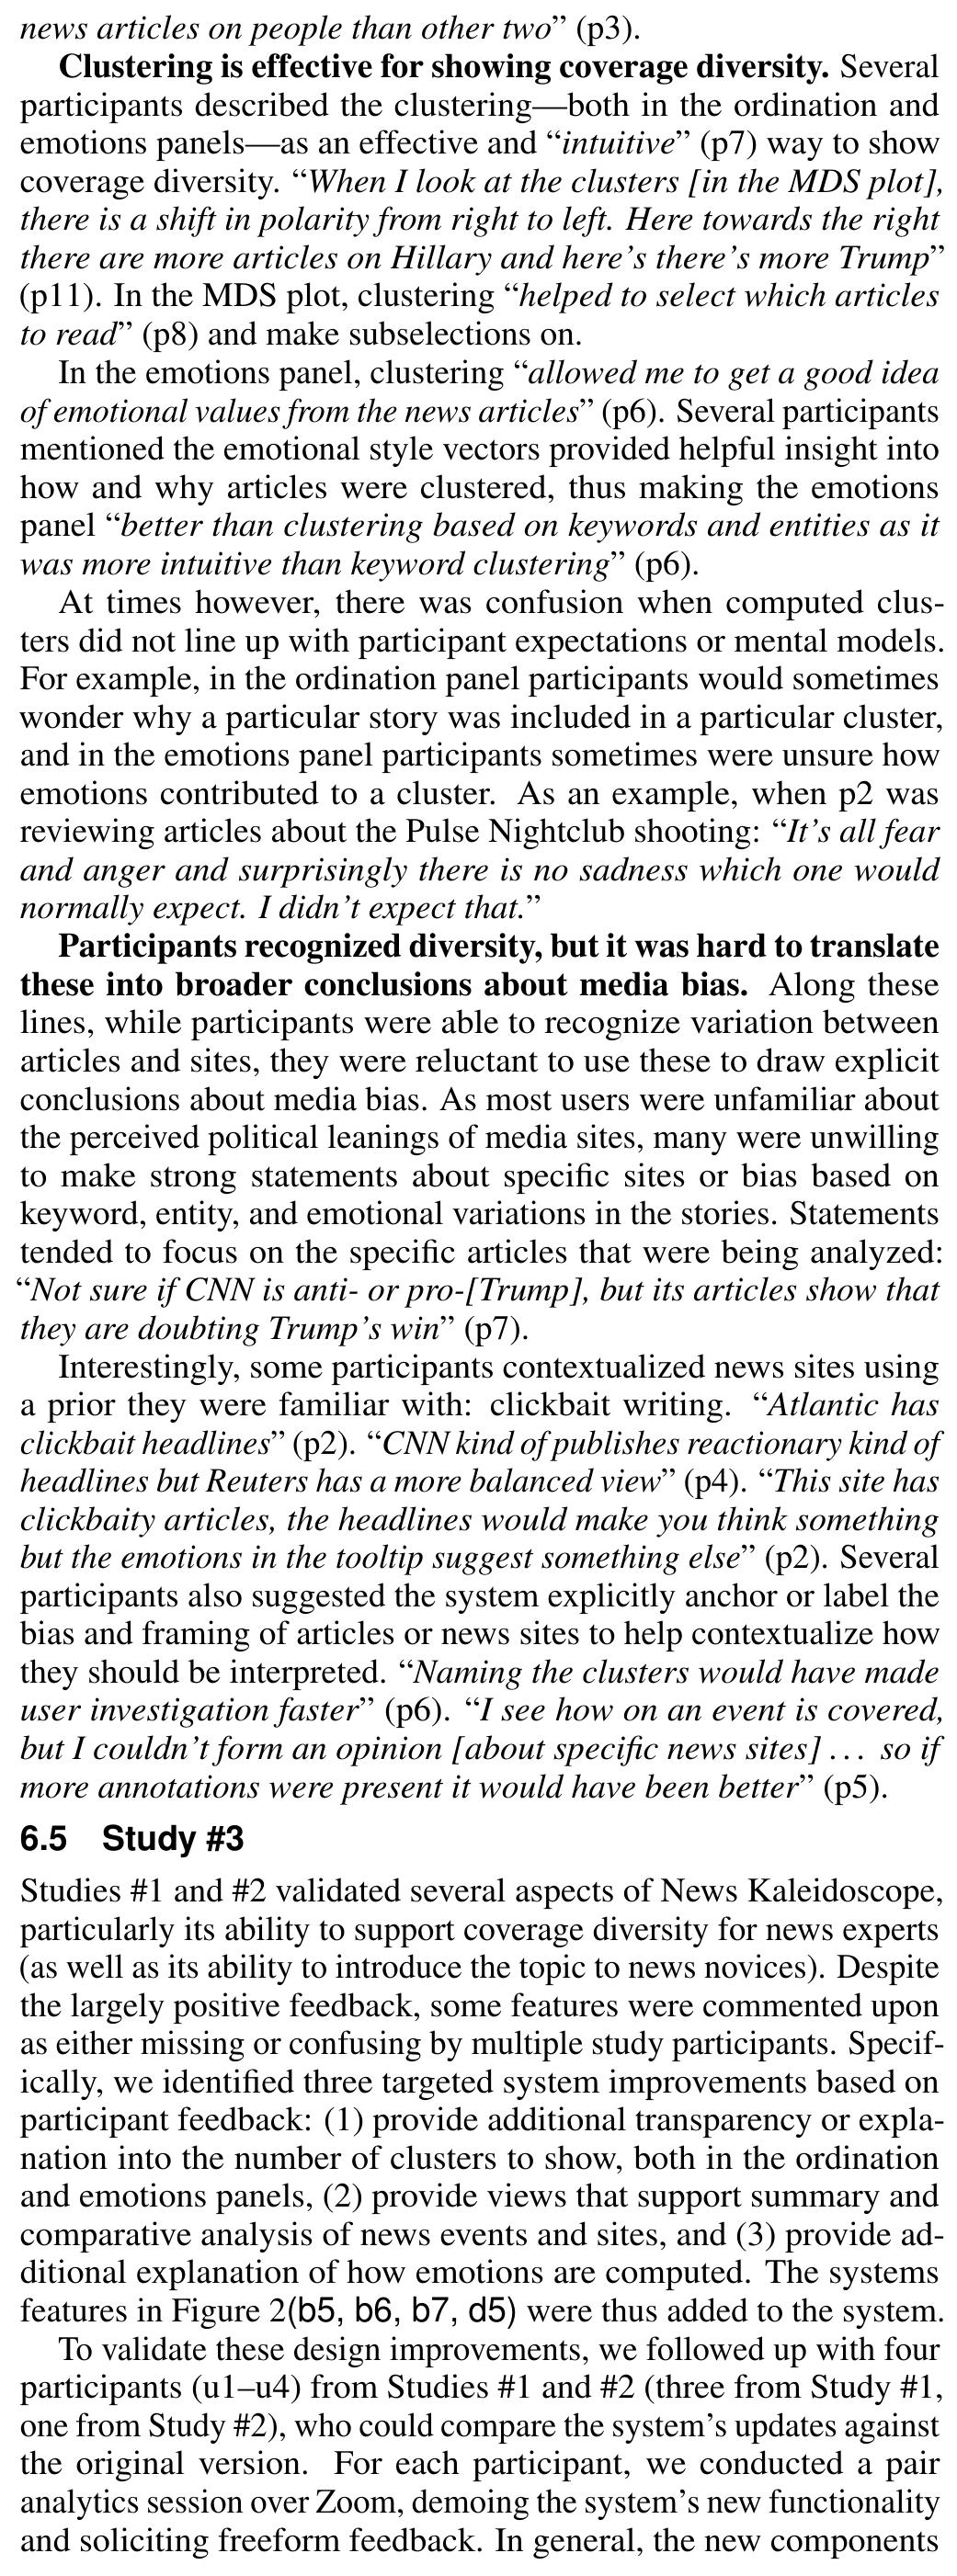 news articles on people than other two” (p3).
Clustering is effective for showing coverage diversity. Several
participants described the clustering—both in the ordination and
emotions panels—as an effective and “intuitive” (p7) way to show
coverage diversity. “When I look at the clusters [in the MDS plot],
there is a shift in polarity from right to left. Here towards the right
there are more articles on Hillary and here’s there’s more Trump”
(p11). In the MDS plot, clustering “helped to select which articles
to read” (p8) and make subselections on.
In the emotions panel, clustering “allowed me to get a good idea
of emotional values from the news articles” (p6). Several participants
mentioned the emotional style vectors provided helpful insight into
how and why articles were clustered, thus making the emotions
panel “better than clustering based on keywords and entities as it
was more intuitive than keyword clustering” (p6).
At times however, there was confusion when computed clus-
ters did not line up with participant expectations or mental models.
For example, in the ordination panel participants would sometimes
wonder why a particular story was included in a particular cluster,
and in the emotions panel participants sometimes were unsure how
emotions contributed to a cluster. As an example, when p2 was
reviewing articles about the Pulse Nightclub shooting: “It’s all fear
and anger and surprisingly there is no sadness which one would
normally expect. I didn’t expect that.”
Participants recognized diversity, but it was hard to translate
these into broader conclusions about media bias. Along these
lines, while participants were able to recognize variation between
articles and sites, they were reluctant to use these to draw explicit
conclusions about media bias. As most users were unfamiliar about
the perceived political leanings of media sites, many were unwilling
to make strong statements about specific sites or bias based on
keyword, entity, and emotional variations in the stories. Statements
tended to focus on the specific articles that were being analyzed:
“Not sure if CNN is anti- or pro-[Trump], but its articles show that
they are doubting Trump’s win” (p7).
Interestingly, some participants contextualized news sites using
a prior they were familiar with: clickbait writing. “Atlantic has
clickbait headlines” (p2). “CNN kind of publishes reactionary kind of
headlines but Reuters has a more balanced view” (p4). “This site has
clickbaity articles, the headlines would make you think something
but the emotions in the tooltip suggest something else” (p2). Several
participants also suggested the system explicitly anchor or label the
bias and framing of articles or news sites to help contextualize how
they should be interpreted. “Naming the clusters would have made
user investigation faster” (p6). “I see how on an event is covered,
but I couldn’t form an opinion [about specific news sites] ... so if
more annotations were present it would have been better” (p5).
6.5 Study #3
Studies #1 and #2 validated several aspects of News Kaleidoscope,
particularly its ability to support coverage diversity for news experts
(as well as its ability to introduce the topic to news novices). Despite
the largely positive feedback, some features were commented upon
as either missing or confusing by multiple study participants. Specif-
ically, we identified three targeted system improvements based on
participant feedback: (1) provide additional transparency or expla-
nation into the number of clusters to show, both in the ordination
and emotions panels, (2) provide views that support summary and
comparative analysis of news events and sites, and (3) provide ad-
ditional explanation of how emotions are computed. The systems
features in Figure 2(b5, b6, b7, d5) were thus added to the system.
To validate these design improvements, we followed up with four
participants (u1–u4) from Studies #1 and #2 (three from Study #1,
one from Study #2), who could compare the system’s updates against
the original version. For each participant, we conducted a pair
analytics session over Zoom, demoing the system’s new functionality
and soliciting freeform feedback. In general, the new components